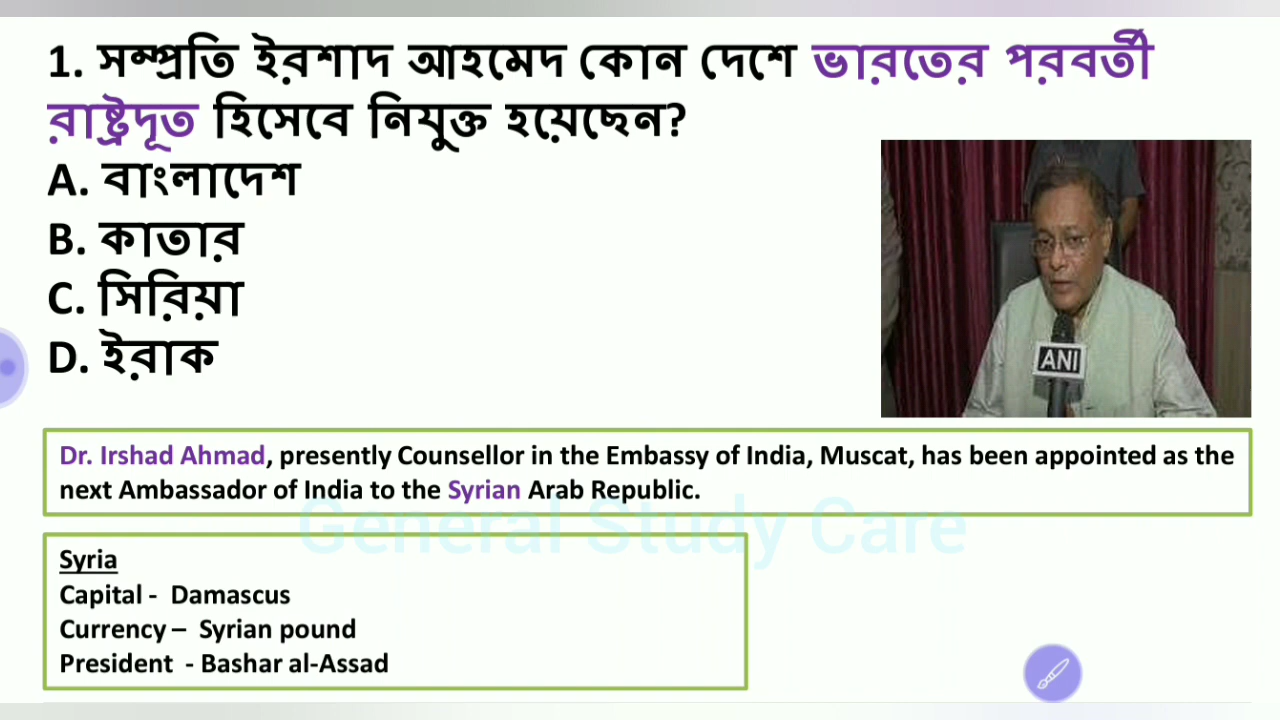 1. সম্প্রতি ইরশাদ আহমেদ কোন দেশে ভারতের পরবর্তী
রাষ্ট্রদূত হিসেবে নিযুক্ত হয়েছেন?
A. বাংলাদেশ
B. কাতার
C. সিরিয়া
D. ইরাক
ANI
Dr. Irshad Ahmad, presently Counsellor in the Embassy of India, Muscat, has been appointed as the
next Ambassador of India to the Syrian Arab Republic.
General Study Care
Syria
Capital - Damascus
Currency – Syrian pound
President - Bashar al-Assad